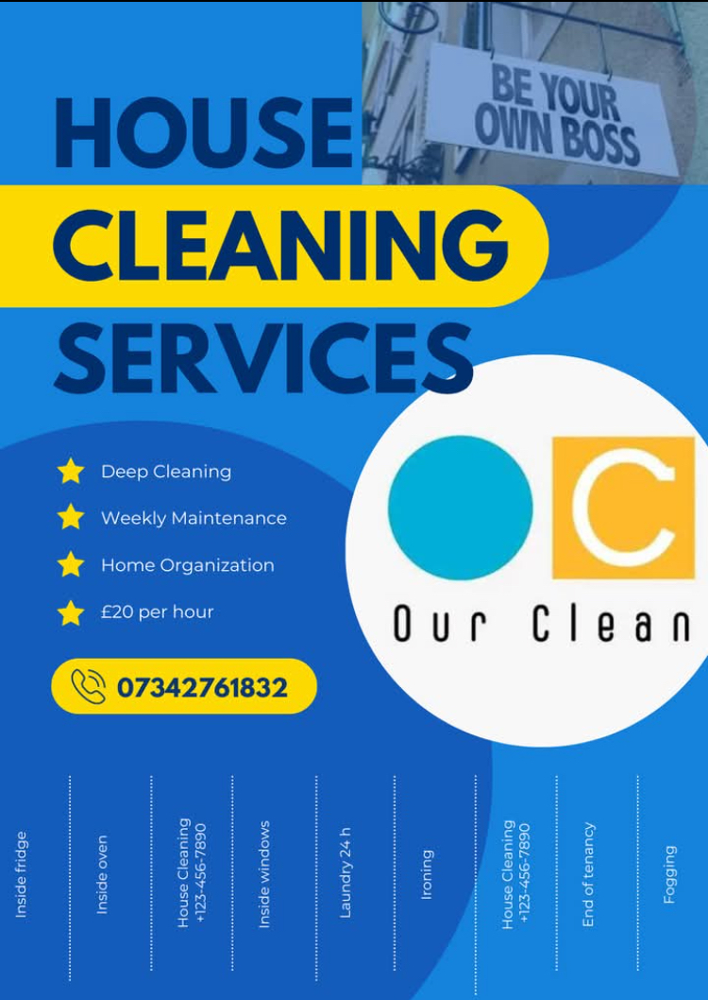 BE YOUR
OWN BOSS
HOUSE
CLEANING
SERVICES
Deep Cleaning
Weekly Maintenance
Home Organization
£20 per hour
07342761832
C
Our Clean
Inside fridge
Inside oven
House Cleaning
+123-456-7890
Inside windows
Laundry 24 h
Ironing
House Cleaning
+123-456-7890
End of tenancy
Fogging